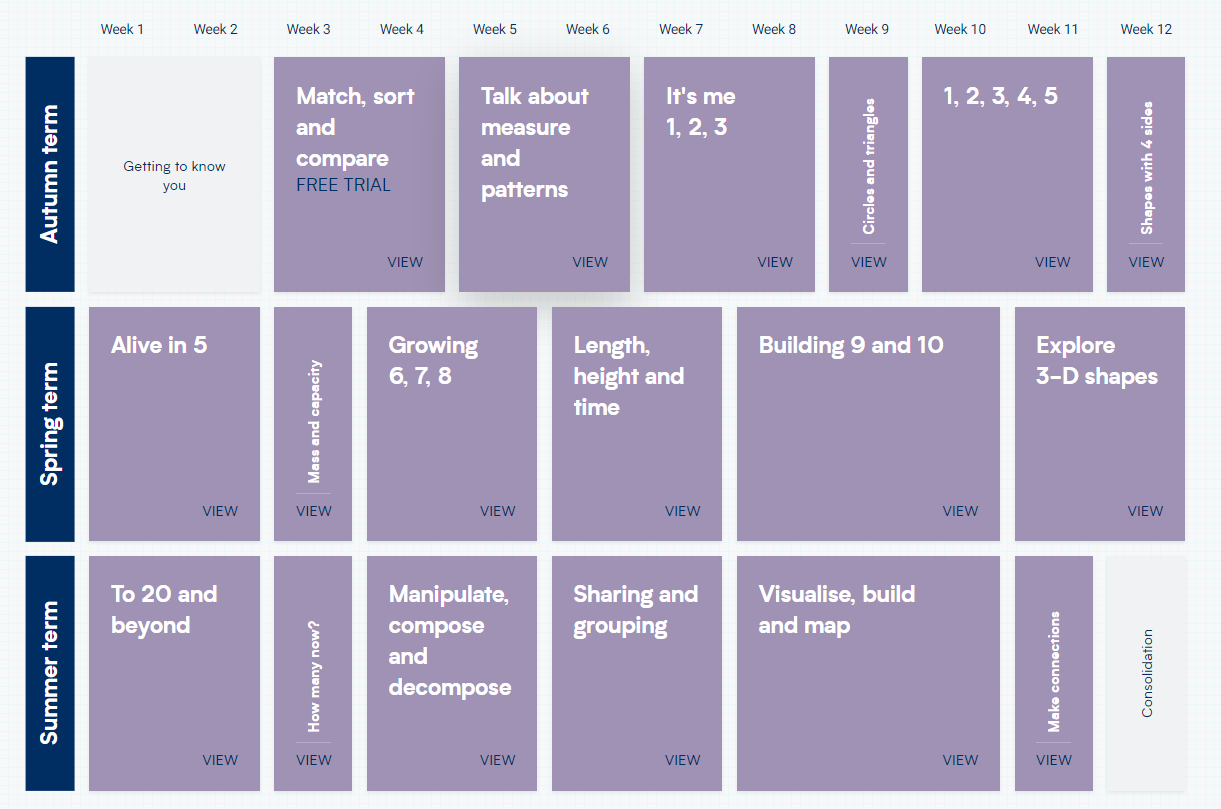 Week 1
Week 2
Week 3
Week 4
Week 5
Week 6
Week 7
Week 8
Week 9
Week 10
Week 11
Week 12
Autumn term
Getting to know
you
Match, sort
and
compare
FREE TRIAL
VIEW
Talk about
measure
and
patterns
VIEW
It's me
1, 2, 3
VIEW
Circles and triangles
VIEW
1, 2, 3, 4, 5
VIEW
Shapes with 4 sides
VIEW
Spring term
Alive in 5
VIEW
Mass and capacity
VIEW
Growing
6, 7, 8
VIEW
Length,
height and
time
VIEW
Building 9 and 10
VIEW
Explore
3-D shapes
VIEW
Summer term
To 20 and
beyond
VIEW
How many now?
VIEW
Manipulate,
compose
and
decompose
VIEW
Sharing and
grouping
VIEW
Visualise, build
and map
VIEW
Make connections
VIEW
Consolidation